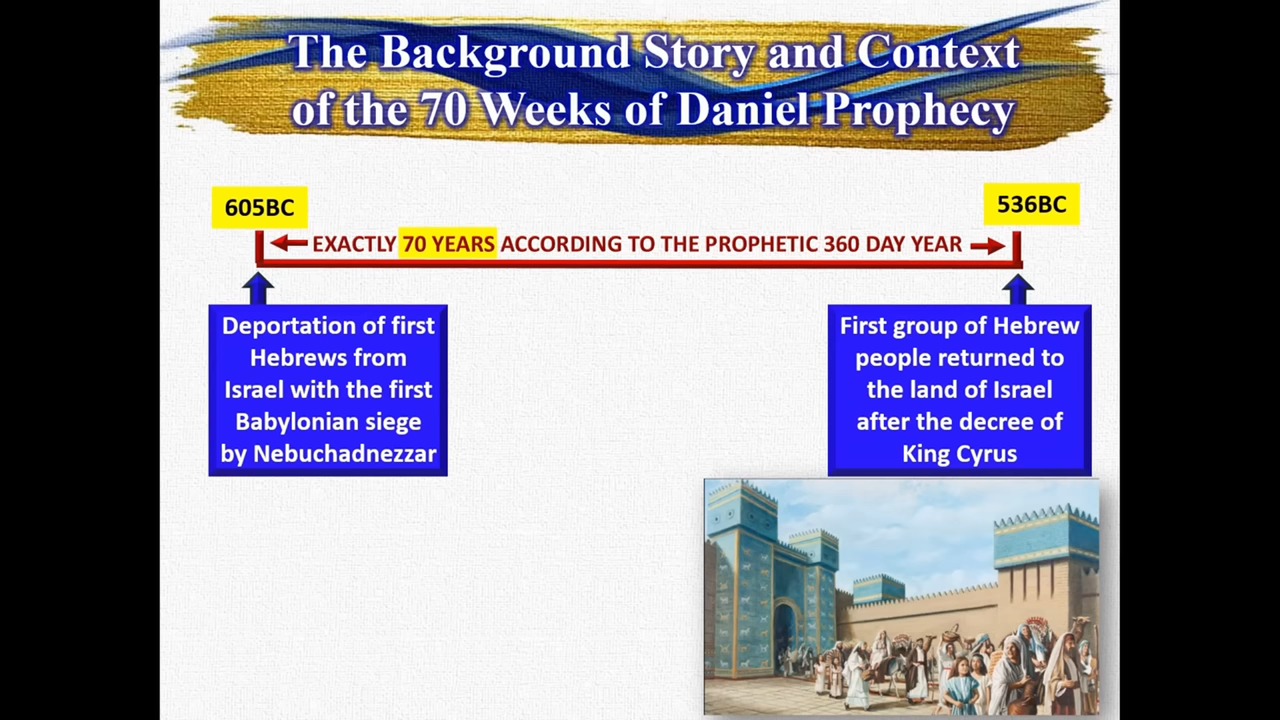 The Background Story and Context
of the 70 Weeks of Daniel Prophecy
605BC
536BC
EXACTLY 70 YEARS ACCORDING TO THE PROPHETIC 360 DAY YEAR
Deportation of first
Hebrews from
Israel with the first
Babylonian siege
by Nebuchadnezzar
First group of Hebrew
people returned to
the land of Israel
after the decree of
King Cyrus